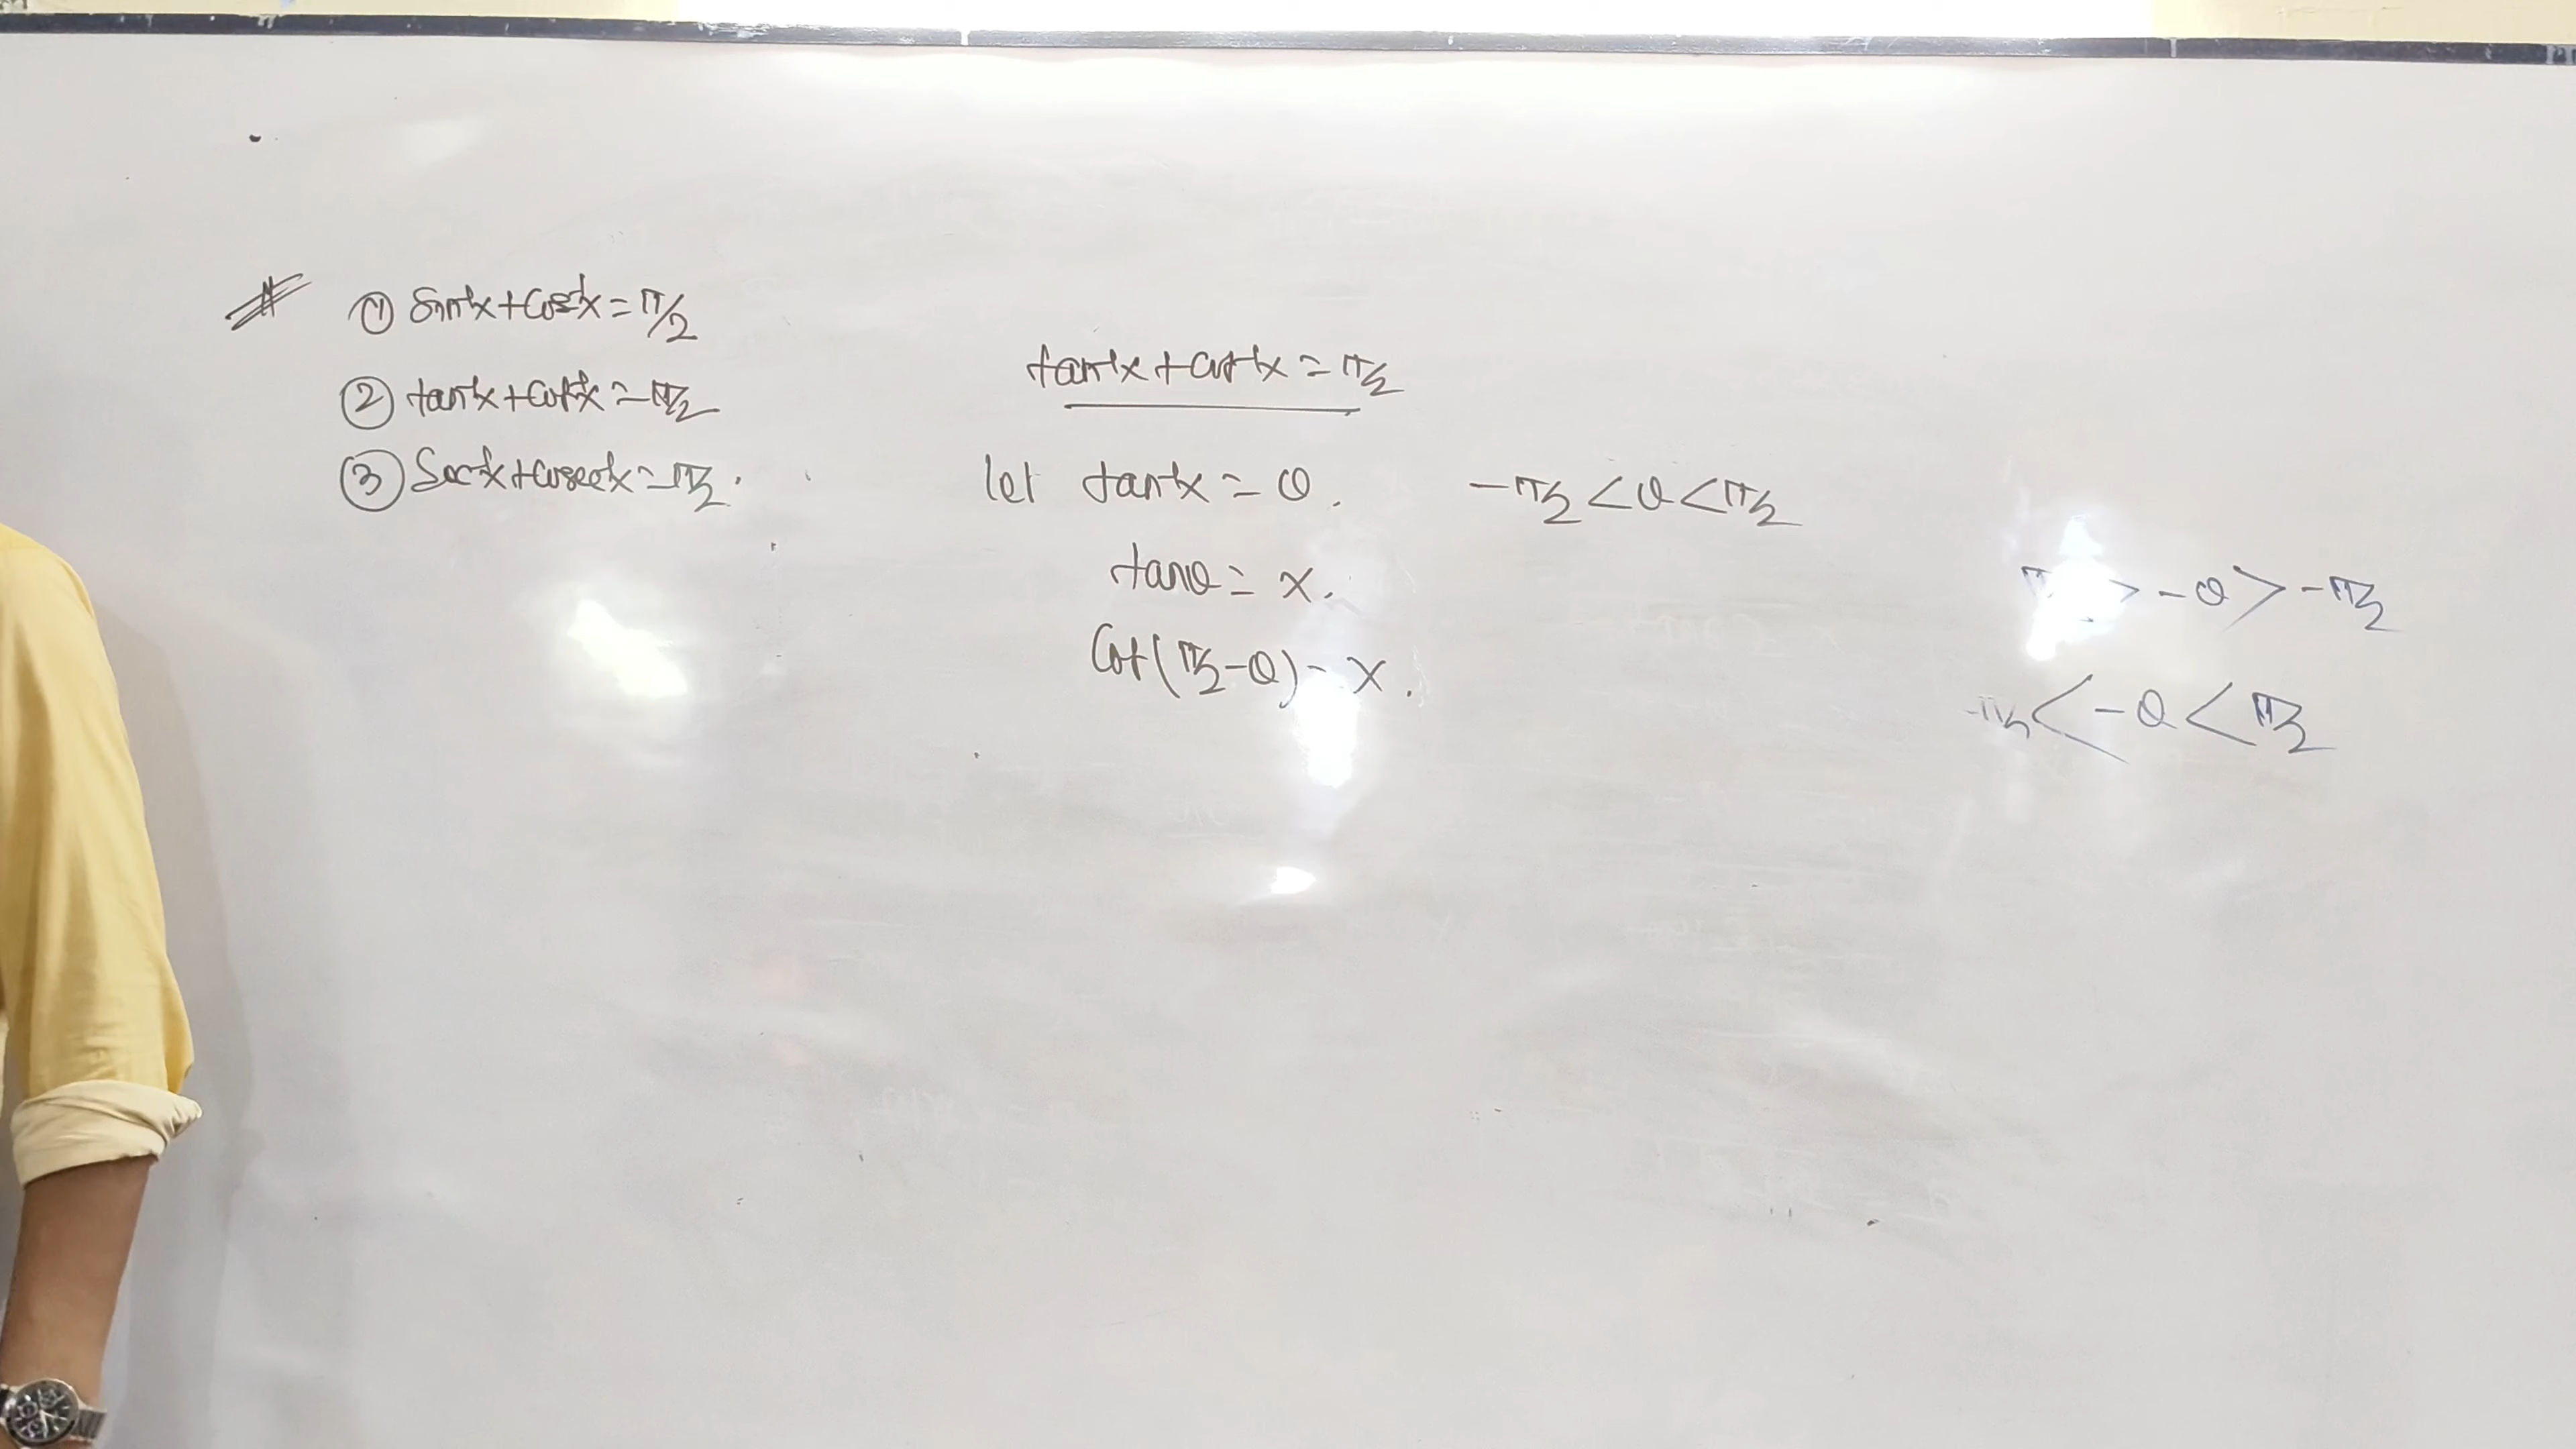 # ① Sin⁻¹x + Cos⁻¹x = π/2
② tan⁻¹x + Cot⁻¹x = π/2
③ Sec⁻¹x + Cosec⁻¹x = π/2.
tan⁻¹x + Cot⁻¹x = π/2
let tan⁻¹x = θ. -π/2 < θ < π/2
tanθ = x.
> -θ > -π/2
Cot(π/2 - θ) = x.
-π/2 < -θ < π/2